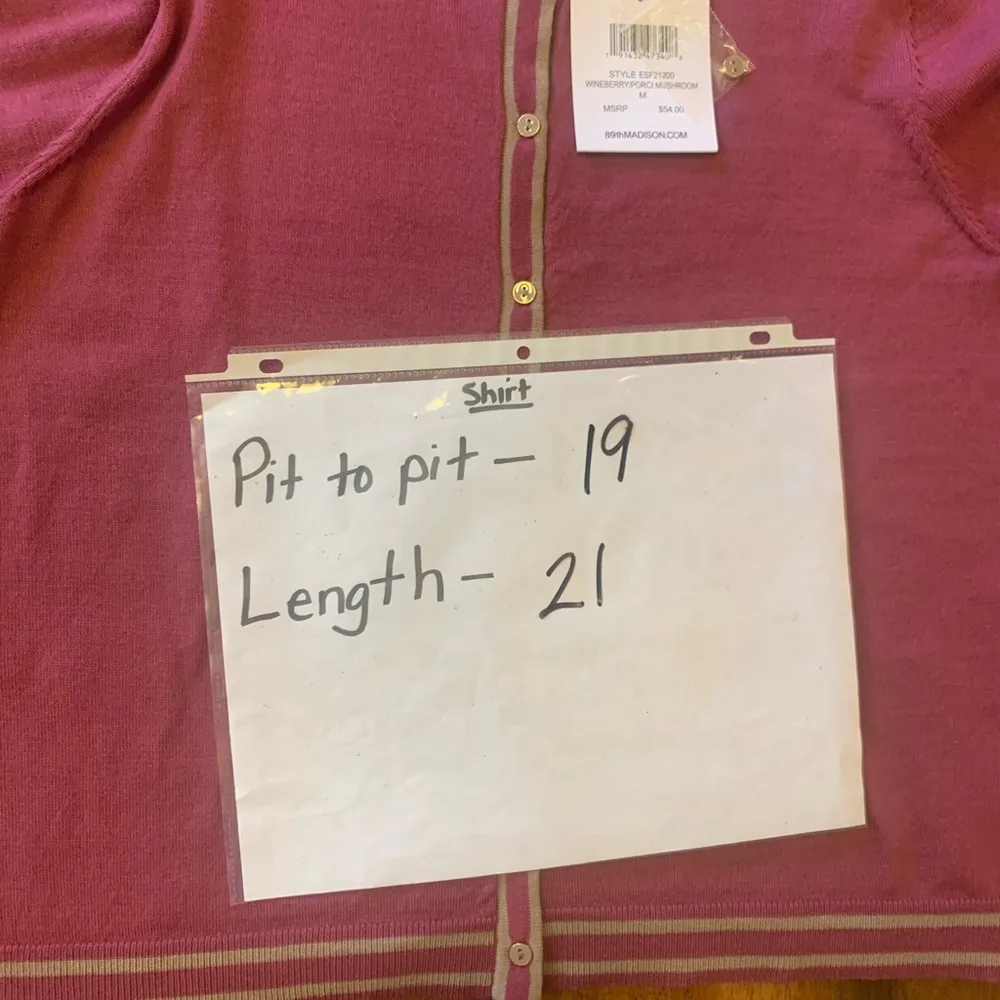 STYLE ESF21200
WINEBERRY/PORCI MUSHROOM
M
MSRP $54.00
89thMADISON.COM
Shirt
Pit to pit - 19
Length - 21